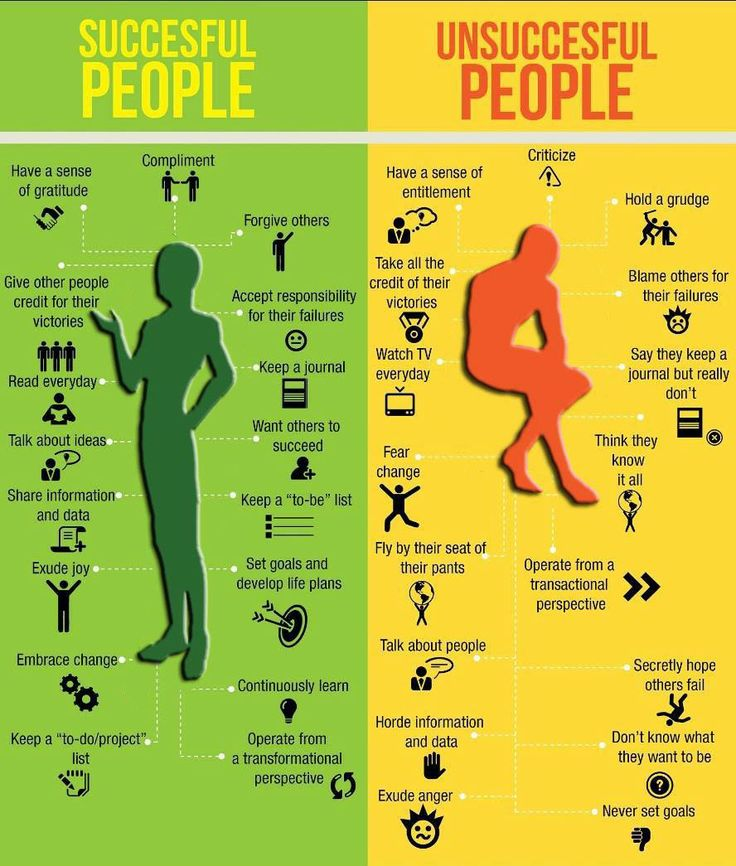 SUCCESFUL
PEOPLE
Have a sense
of gratitude
Compliment
Forgive others
Give other people
credit for their
victories
Accept responsibility
for their failures
Read everyday
Keep a journal
Talk about ideas
Want others to
succeed
Share information
and data
Keep a "to-be" list
Exude joy
Set goals and
develop life plans
Embrace change
Continuously learn
Keep a "to-do/project"
list
Operate from
a transformational
perspective
UNSUCCESFUL
PEOPLE
Have a sense of
entitlement
Criticize
Hold a grudge
Take all the
credit of their
victories
Blame others for
their failures
Watch TV
everyday
Say they keep a
journal but really
don't
Fear
change
Think they
know
it all
Fly by their seat of
their pants
Operate from a
transactional
perspective
Talk about people
Secretly hope
others fail
Horde information
and data
Don't know what
they want to be
Exude anger
Never set goals